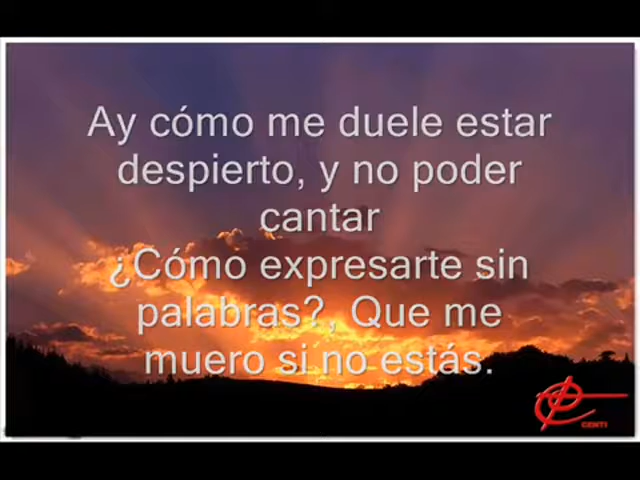 Ay cómo me duele estar
despierto, y no poder
cantar
¿Cómo expresarte sin
palabras?, Que me
muero si no estás.
CENTI